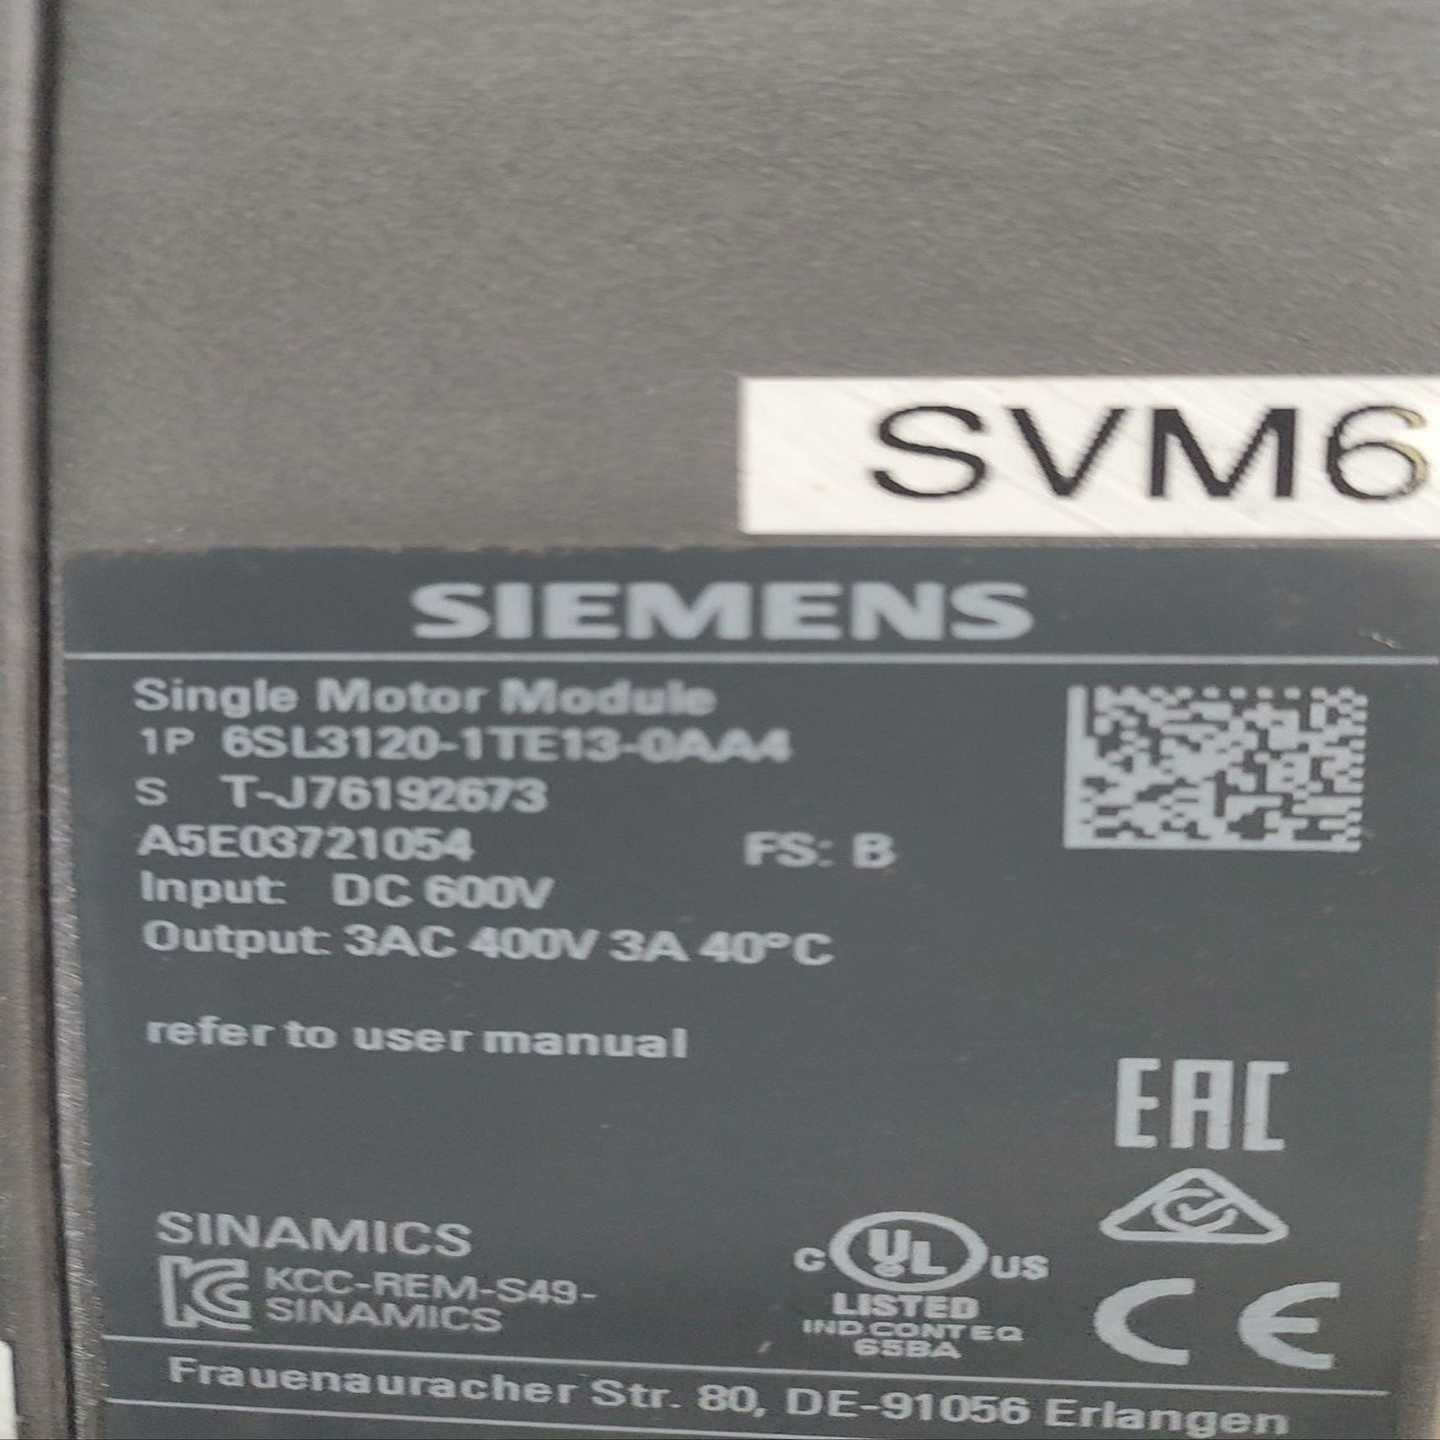 SVM6
SIEMENS
Single Motor Module
1P 6SL3120-1TE13-0AA4
S T-J76192673
A5E03721054 FS: B
Input: DC 600V
Output: 3AC 400V 3A 40°C
refer to user manual
EAC
SINAMICS
KCC-REM-S49-
SINAMICS
C UL US
LISTED
IND.CONT.EQ
65BA
CE
Frauenauracher Str. 80, DE-91056 Erlangen